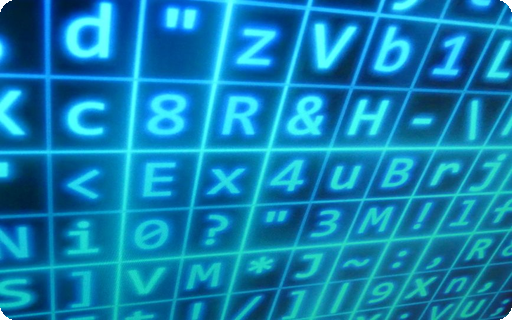 d " z V b 1 L
X c 8 R & H - \
< E x 4 u B r j
N i 0 ? " 3 M ! l f
S ] V M * J ~ : , R
! / ] l 9 x n ,